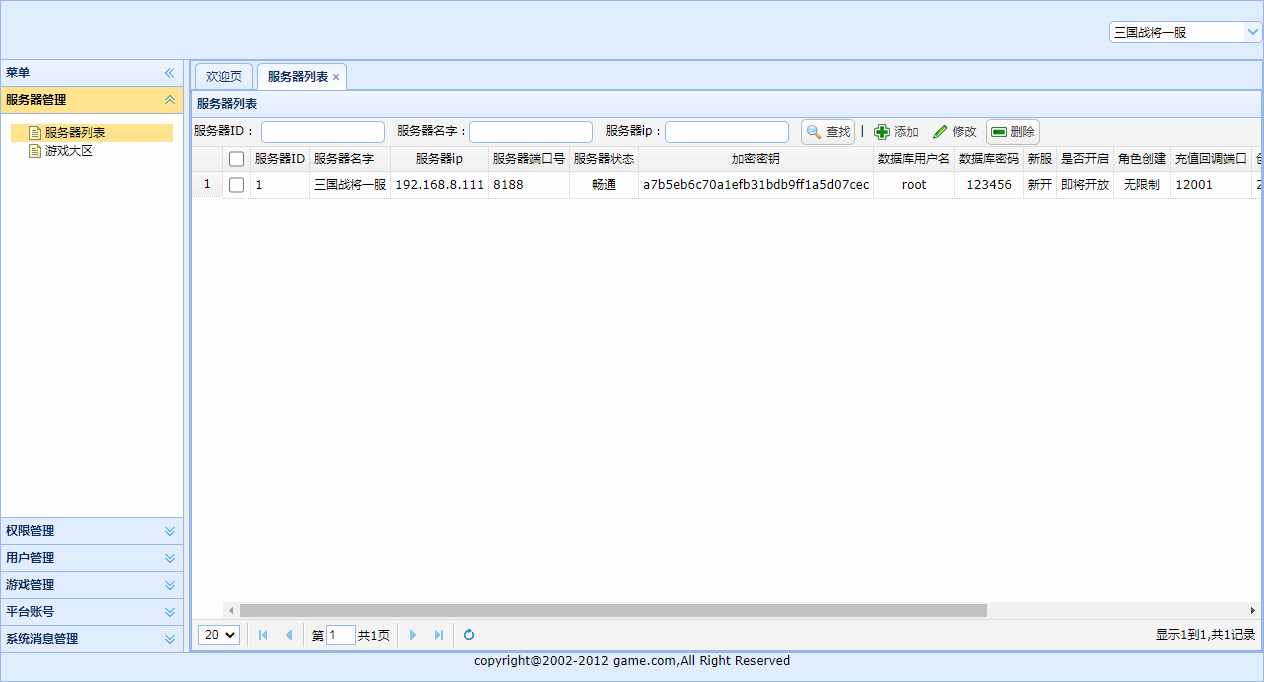 三国战将一服
菜单
服务器管理
服务器列表
游戏大区
权限管理
用户管理
游戏管理
平台账号
系统消息管理
欢迎页 服务器列表
服务器列表
服务器ID： 服务器名字： 服务器ip： 查找 添加 修改 删除
服务器ID 服务器名字 服务器ip 服务器端口号 服务器状态 加密密钥 数据库用户名 数据库密码 新服 是否开启 角色创建 充值回调端口
1 1 三国战将一服 192.168.8.111 8188 畅通 a7b5eb6c70a1efb31bdb9ff1a5d07cec root 123456 新开 即将开放 无限制 12001
20 第 1 共1页 显示1到1,共1记录
copyright@2002-2012 game.com,All Right Reserved